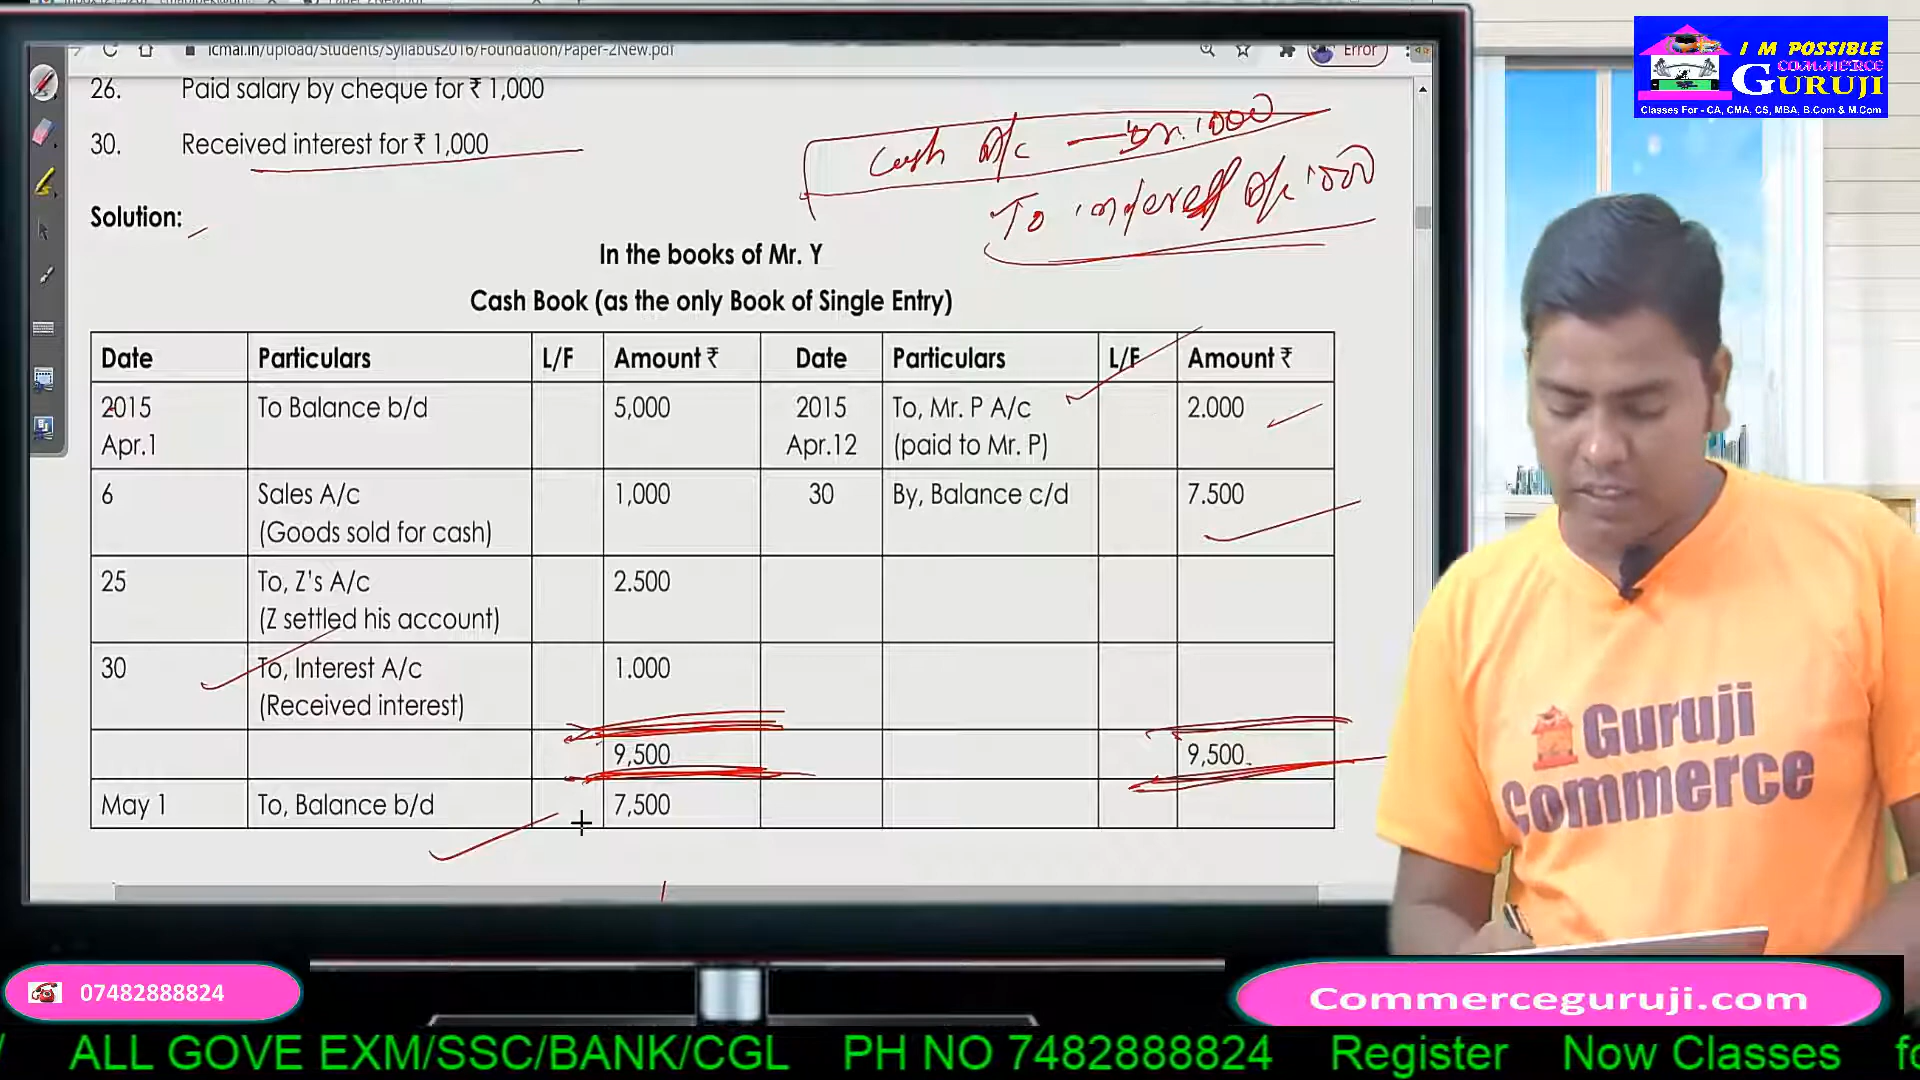 icmai.in/upload/Students/Syllabus2016/Foundation/Paper-2New.pdf
Error
I M POSSIBLE
COMMERCE
GURUJI
Classes For - CA, CMA, CS, MBA, B.Com & M.Com
26. Paid salary by cheque for ₹ 1,000
30. Received interest for ₹ 1,000
Cash A/c — Dr. 1000
To interest A/c 1000
Solution:
In the books of Mr. Y
Cash Book (as the only Book of Single Entry)
Date Particulars L/F Amount ₹ Date Particulars L/F Amount ₹
2015 To Balance b/d 5,000 2015 To, Mr. P A/c 2.000
Apr.1 Apr.12 (paid to Mr. P)
6 Sales A/c 1,000 30 By, Balance c/d 7.500
(Goods sold for cash)
25 To, Z's A/c 2.500
(Z settled his account)
30 To, Interest A/c 1.000
(Received interest)
9,500 9,500
May 1 To, Balance b/d 7,500
Guruji
Commerce
07482888824
Commerceguruji.com
ALL GOVE EXM/SSC/BANK/CGL PH NO 7482888824 Register Now Classes